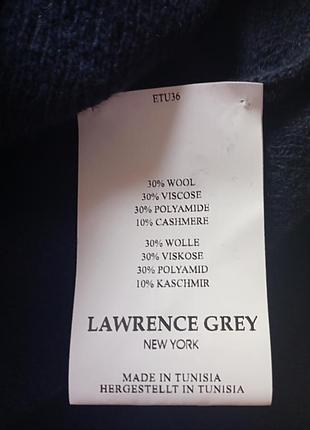 ETU36
30% WOOL
30% VISCOSE
30% POLYAMIDE
10% CASHMERE
30% WOLLE
30% VISKOSE
30% POLYAMID
10% KASCHMIR
LAWRENCE GREY
NEW YORK
MADE IN TUNISIA
HERGESTELLT IN TUNISIA